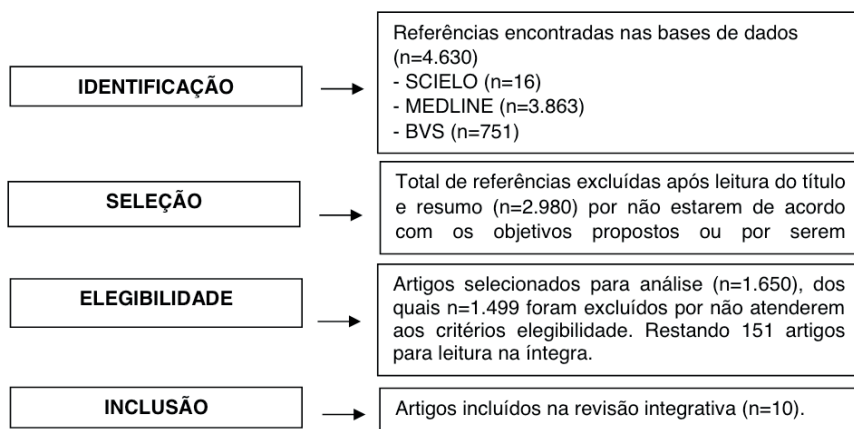 IDENTIFICAÇÃO
Referências encontradas nas bases de dados
(n=4.630)
- SCIELO (n=16)
- MEDLINE (n=3.863)
- BVS (n=751)
SELEÇÃO
Total de referências excluídas após leitura do título
e resumo (n=2.980) por não estarem de acordo
com os objetivos propostos ou por serem
ELEGIBILIDADE
Artigos selecionados para análise (n=1.650), dos
quais n=1.499 foram excluídos por não atenderem
aos critérios elegibilidade. Restando 151 artigos
para leitura na íntegra.
INCLUSÃO
Artigos incluídos na revisão integrativa (n=10).